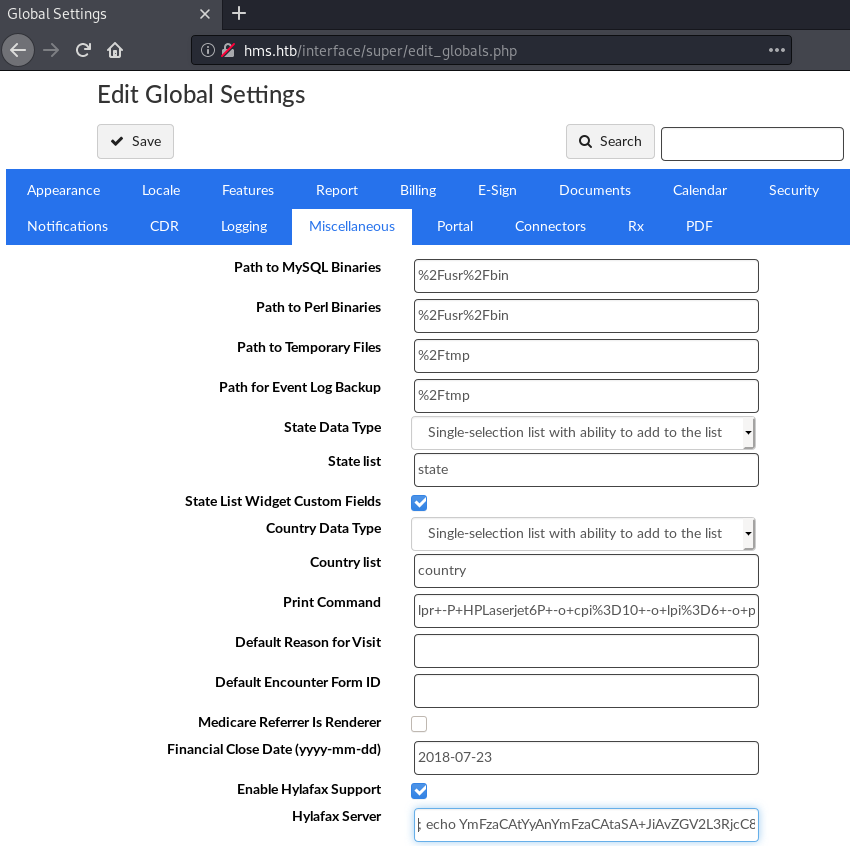 Global Settings
hms.htb/interface/super/edit_globals.php
Edit Global Settings
Save
Search
Appearance Locale Features Report Billing E-Sign Documents Calendar Security
Notifications CDR Logging Miscellaneous Portal Connectors Rx PDF
Path to MySQL Binaries %2Fusr%2Fbin
Path to Perl Binaries %2Fusr%2Fbin
Path to Temporary Files %2Ftmp
Path for Event Log Backup %2Ftmp
State Data Type Single-selection list with ability to add to the list
State list state
State List Widget Custom Fields
Country Data Type Single-selection list with ability to add to the list
Country list country
Print Command lpr+-P+HPLaserjet6P+-o+cpi%3D10+-o+lpi%3D6+-o+p
Default Reason for Visit
Default Encounter Form ID
Medicare Referrer Is Renderer
Financial Close Date (yyyy-mm-dd) 2018-07-23
Enable Hylafax Support
Hylafax Server ; echo YmFzaCAtYyAnYmFzaCAtaSA+JiAvZGV2L3RjcC8